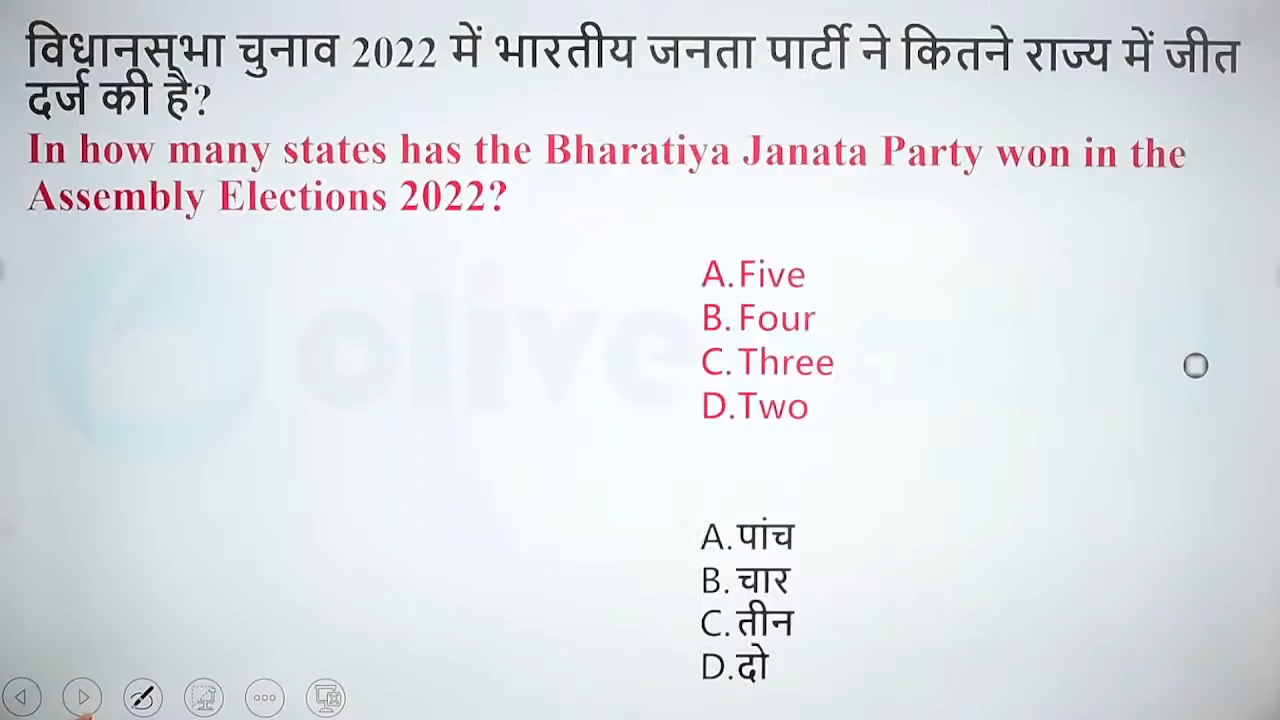 विधानसभा चुनाव 2022 में भारतीय जनता पार्टी ने कितने राज्य में जीत
दर्ज की है?
In how many states has the Bharatiya Janata Party won in the
Assembly Elections 2022?
olive
A.Five
B. Four
C. Three
D.Two
A.पांच
B. चार
C. तीन
D.दो